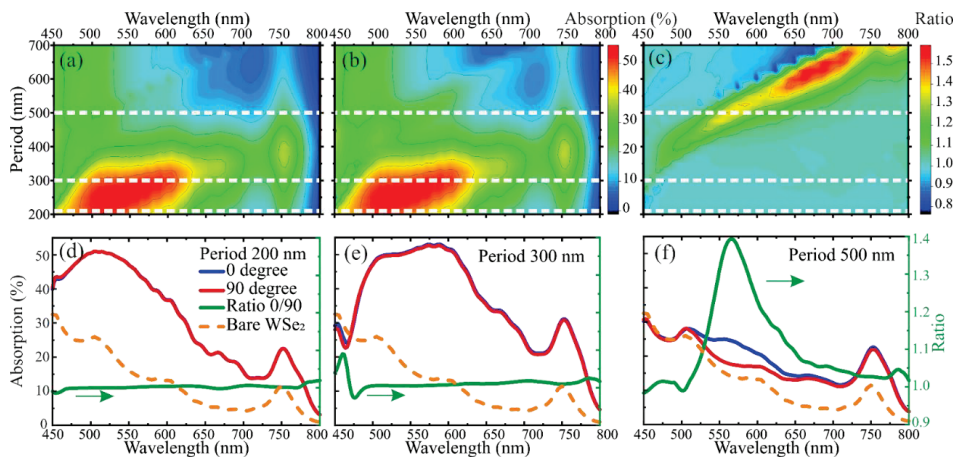 Wavelength (nm)
Wavelength (nm)
Absorption (%)
Wavelength (nm)
Ratio
450 500 550 600 650 700 750 800
450 500 550 600 650 700 750 800
450 500 550 600 650 700 750 800
(a)
(b)
(c)
Period (nm)
700
600
500
400
300
200
50
40
30
20
10
0
1.5
1.4
1.3
1.2
1.1
1.0
0.9
0.8
(d)
Period 200 nm
0 degree
90 degree
Ratio 0/90
Bare WSe₂
(e)
Period 300 nm
(f)
Period 500 nm
Absorption (%)
50
40
30
20
10
0
1.4
1.3
1.2
1.1
1.0
0.9
Ratio
450 500 550 600 650 700 750 800
450 500 550 600 650 700 750 800
450 500 550 600 650 700 750 800
Wavelength (nm)
Wavelength (nm)
Wavelength (nm)